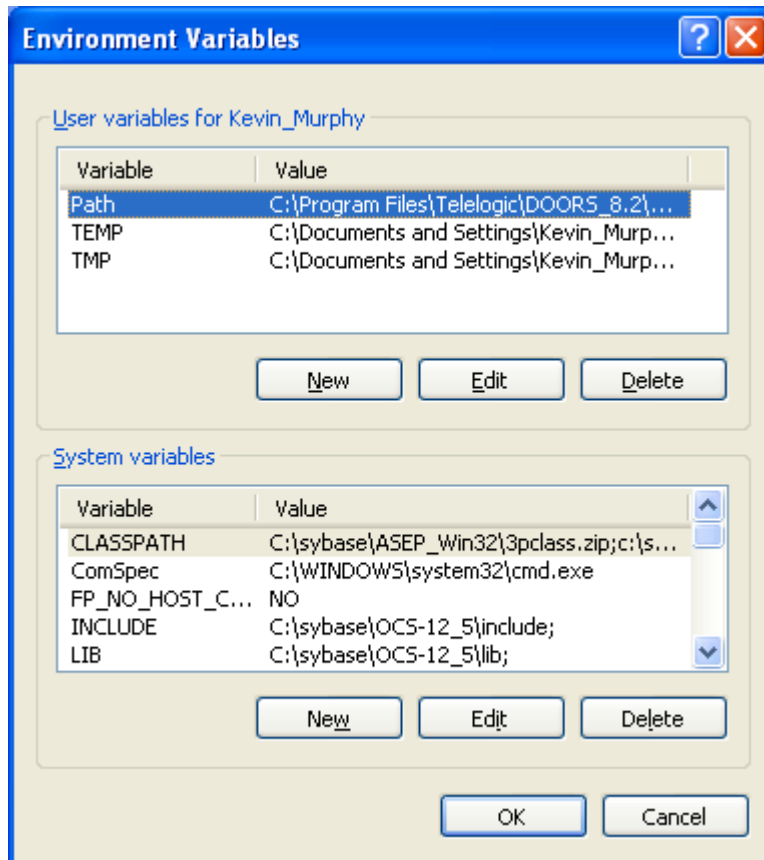 Environment Variables
User variables for Kevin_Murphy
Variable Value
Path C:\Program Files\Telelogic\DOORS_8.2\...
TEMP C:\Documents and Settings\Kevin_Murp...
TMP C:\Documents and Settings\Kevin_Murp...
New Edit Delete
System variables
Variable Value
CLASSPATH C:\sybase\ASEP_Win32\3pclass.zip;c:\s...
ComSpec C:\WINDOWS\system32\cmd.exe
FP_NO_HOST_C... NO
INCLUDE C:\sybase\OCS-12_5\include;
LIB C:\sybase\OCS-12_5\lib;
New Edit Delete
OK Cancel